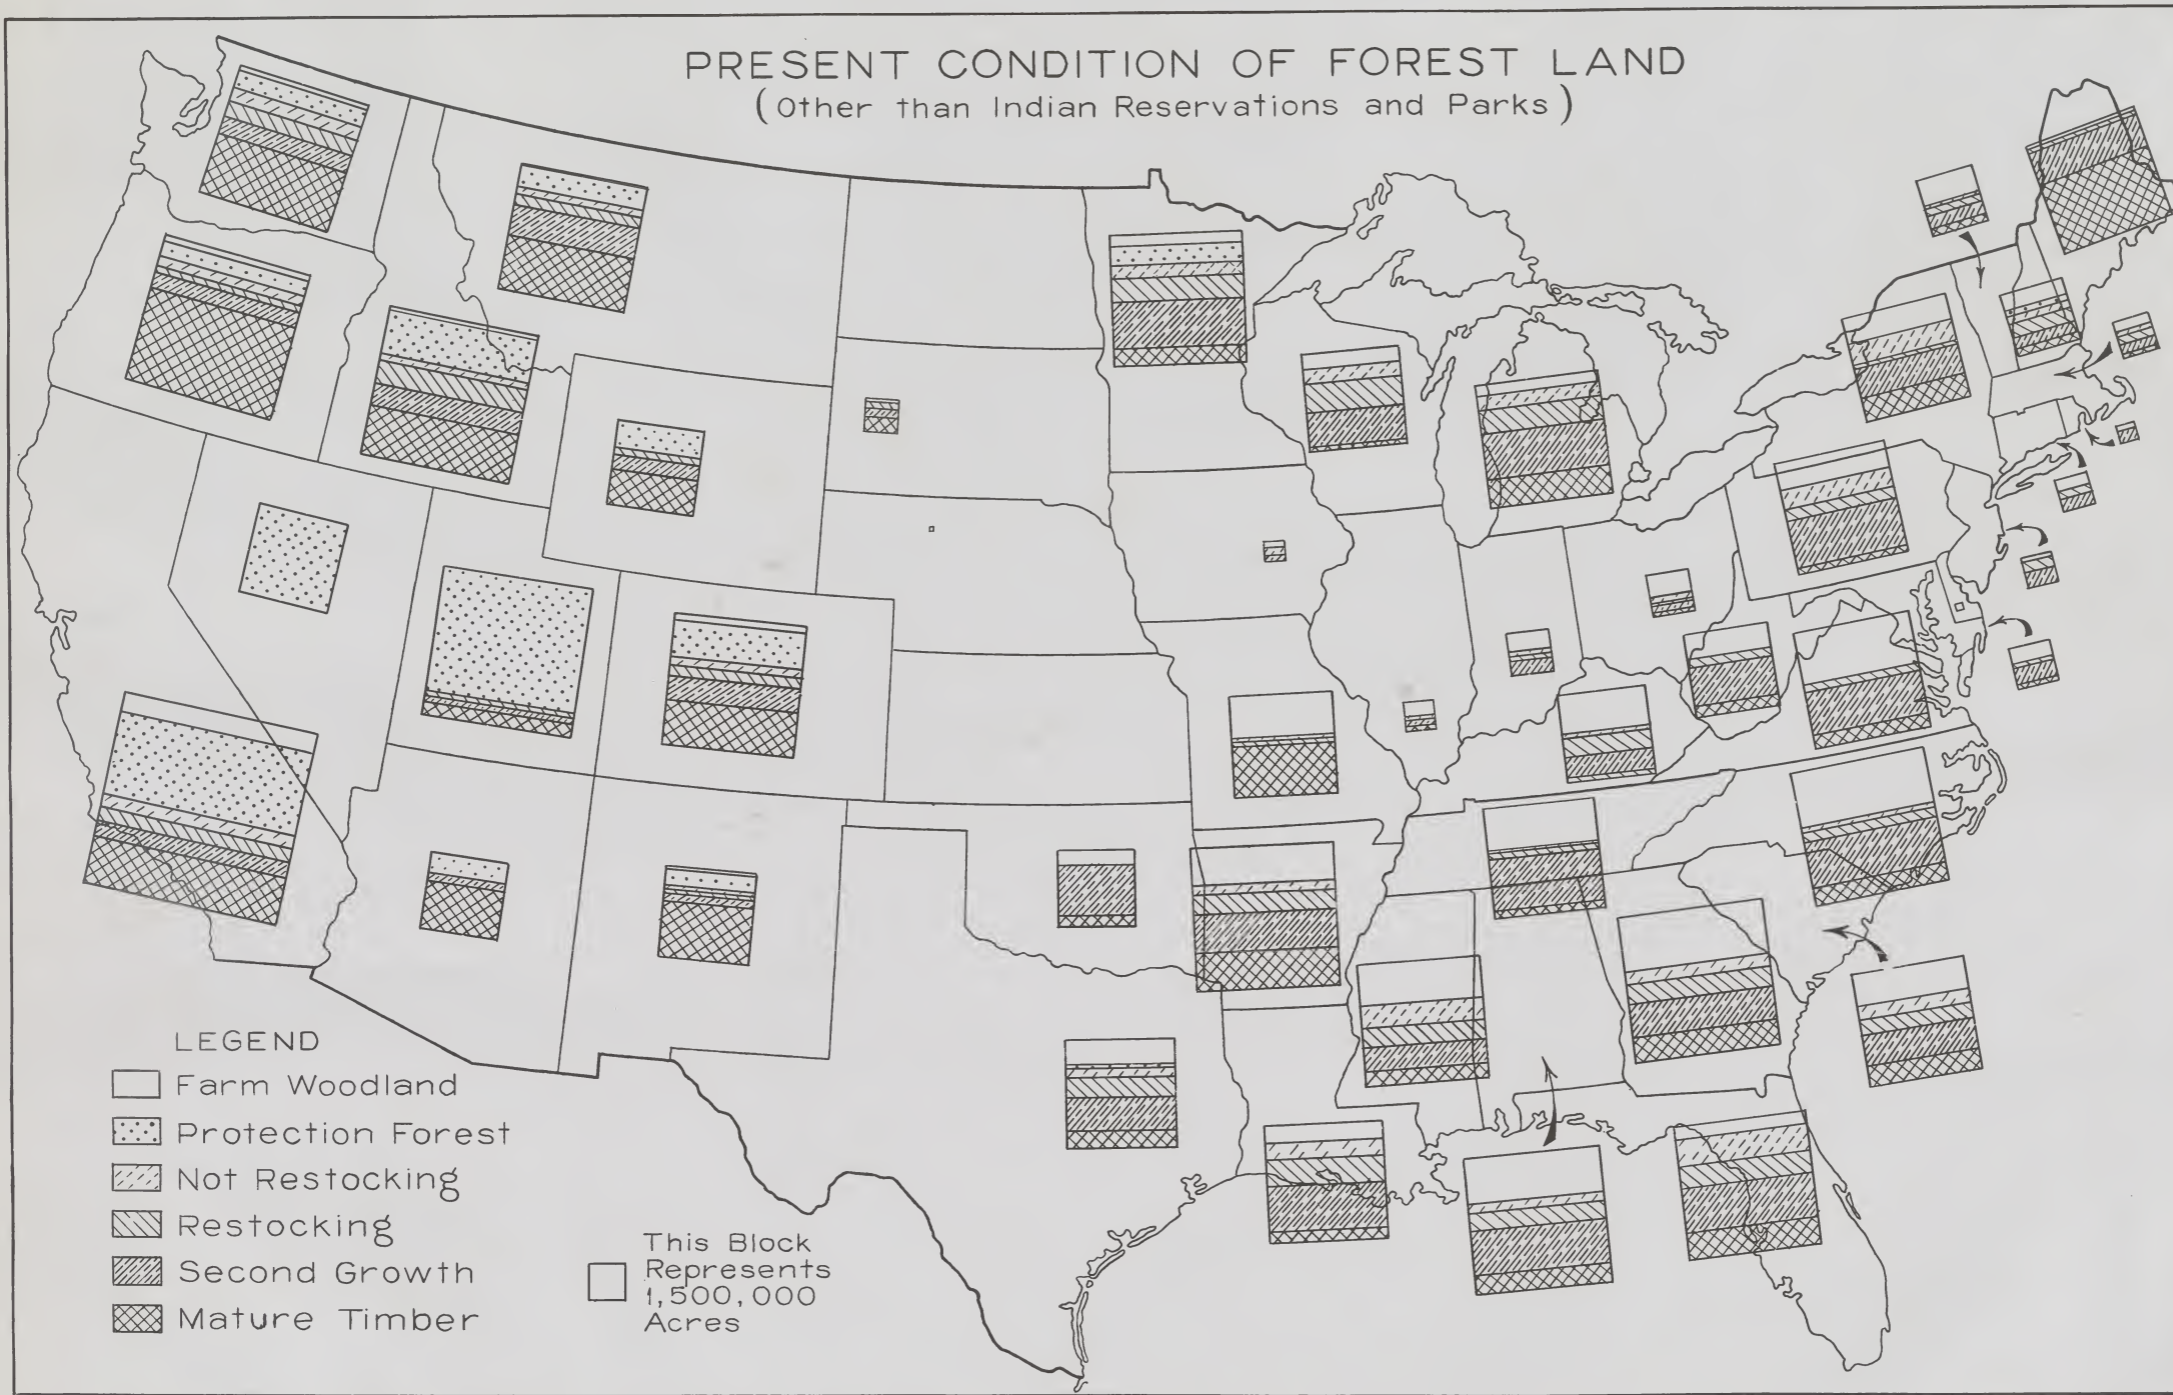 PRESENT CONDITION OF FOREST LAND
(Other than Indian Reservations and Parks)
LEGEND
Farm Woodland
Protection Forest
Not Restocking
Restocking
Second Growth
Mature Timber
This Block
Represents
1,500,000
Acres